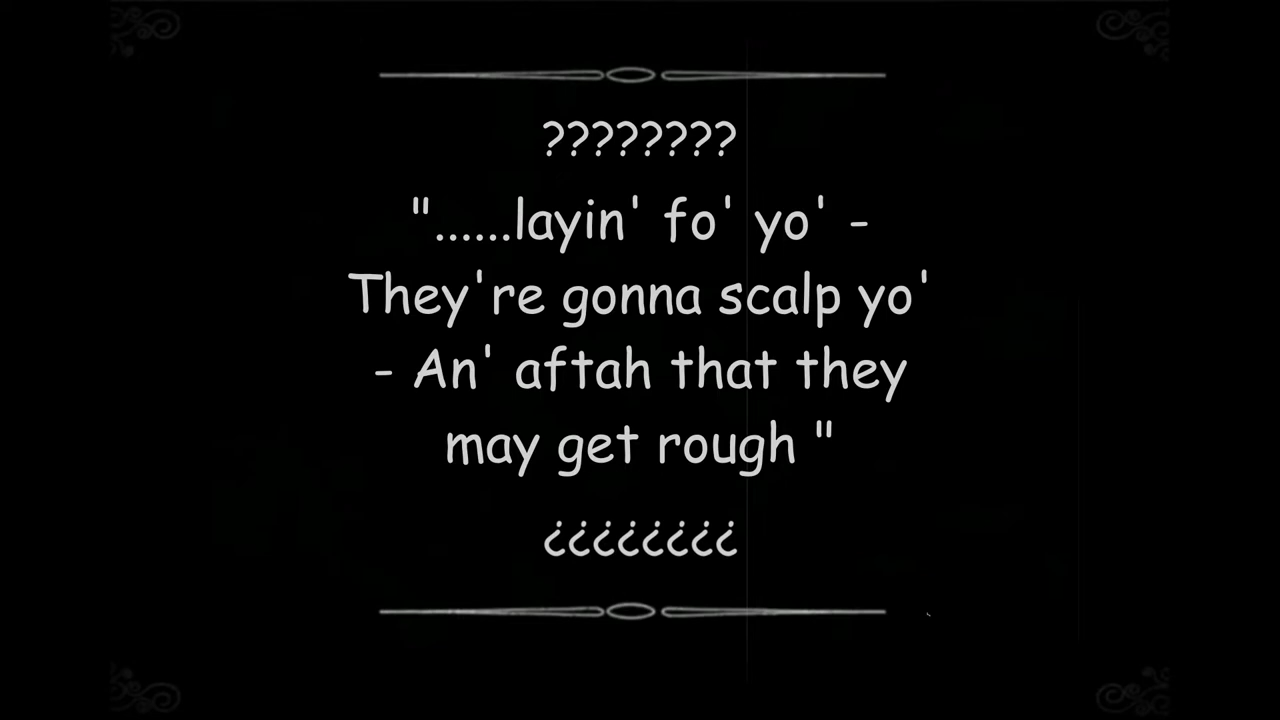 ????????
"......layin' fo' yo' -
They're gonna scalp yo'
- An' aftah that they
may get rough "
¿¿¿¿¿¿¿¿